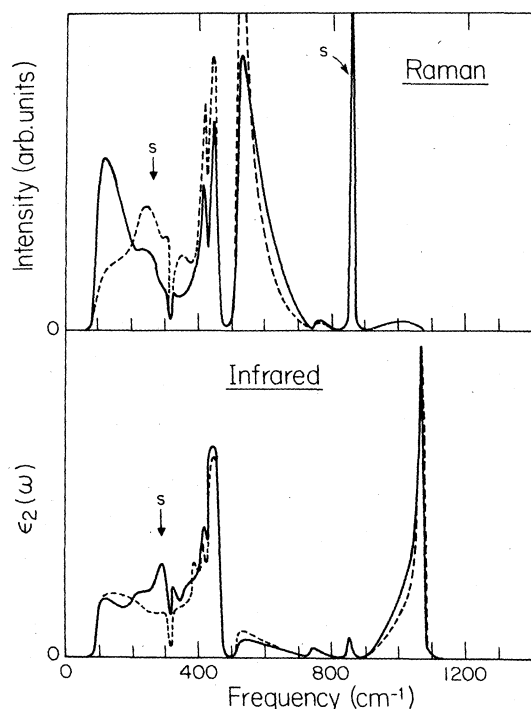 Intensity (arb.units)
Raman
s
s
0
Infrared
ε₂(ω)
s
0
0 400 800 1200
Frequency (cm⁻¹)